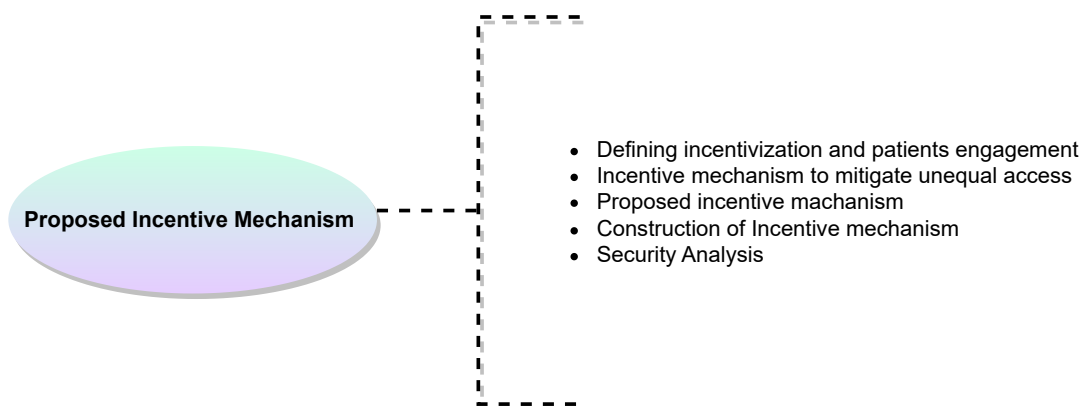 Proposed Incentive Mechanism
• Defining incentivization and patients engagement
• Incentive mechanism to mitigate unequal access
• Proposed incentive machanism
• Construction of Incentive mechanism
• Security Analysis